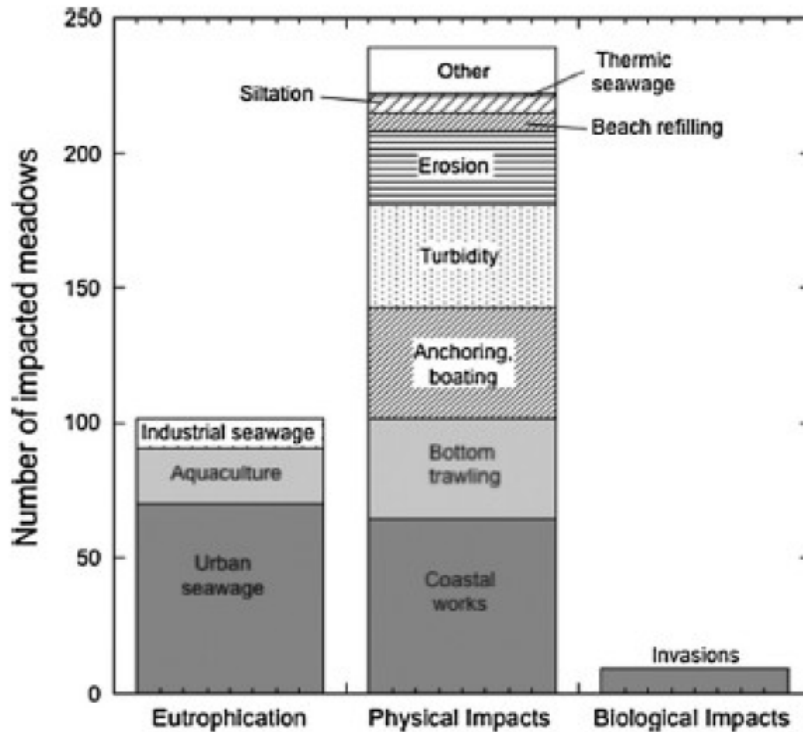 Number of impacted meadows
250
200
150
100
50
0
Industrial seawage
Aquaculture
Urban
seawage
Other
Siltation
Thermic
seawage
Beach refilling
Erosion
Turbidity
Anchoring,
boating
Bottom
trawling
Coastal
works
Invasions
Eutrophication
Physical Impacts
Biological Impacts